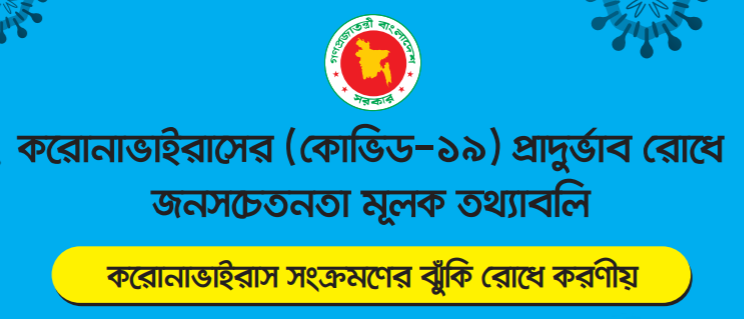 গণপ্রজাতন্ত্রী বাংলাদেশ
সরকার
করোনাভাইরাসের (কোভিড-১৯) প্রাদুর্ভাব রোধে
জনসচেতনতা মূলক তথ্যাবলি
করোনাভাইরাস সংক্রমণের ঝুঁকি রোধে করণীয়